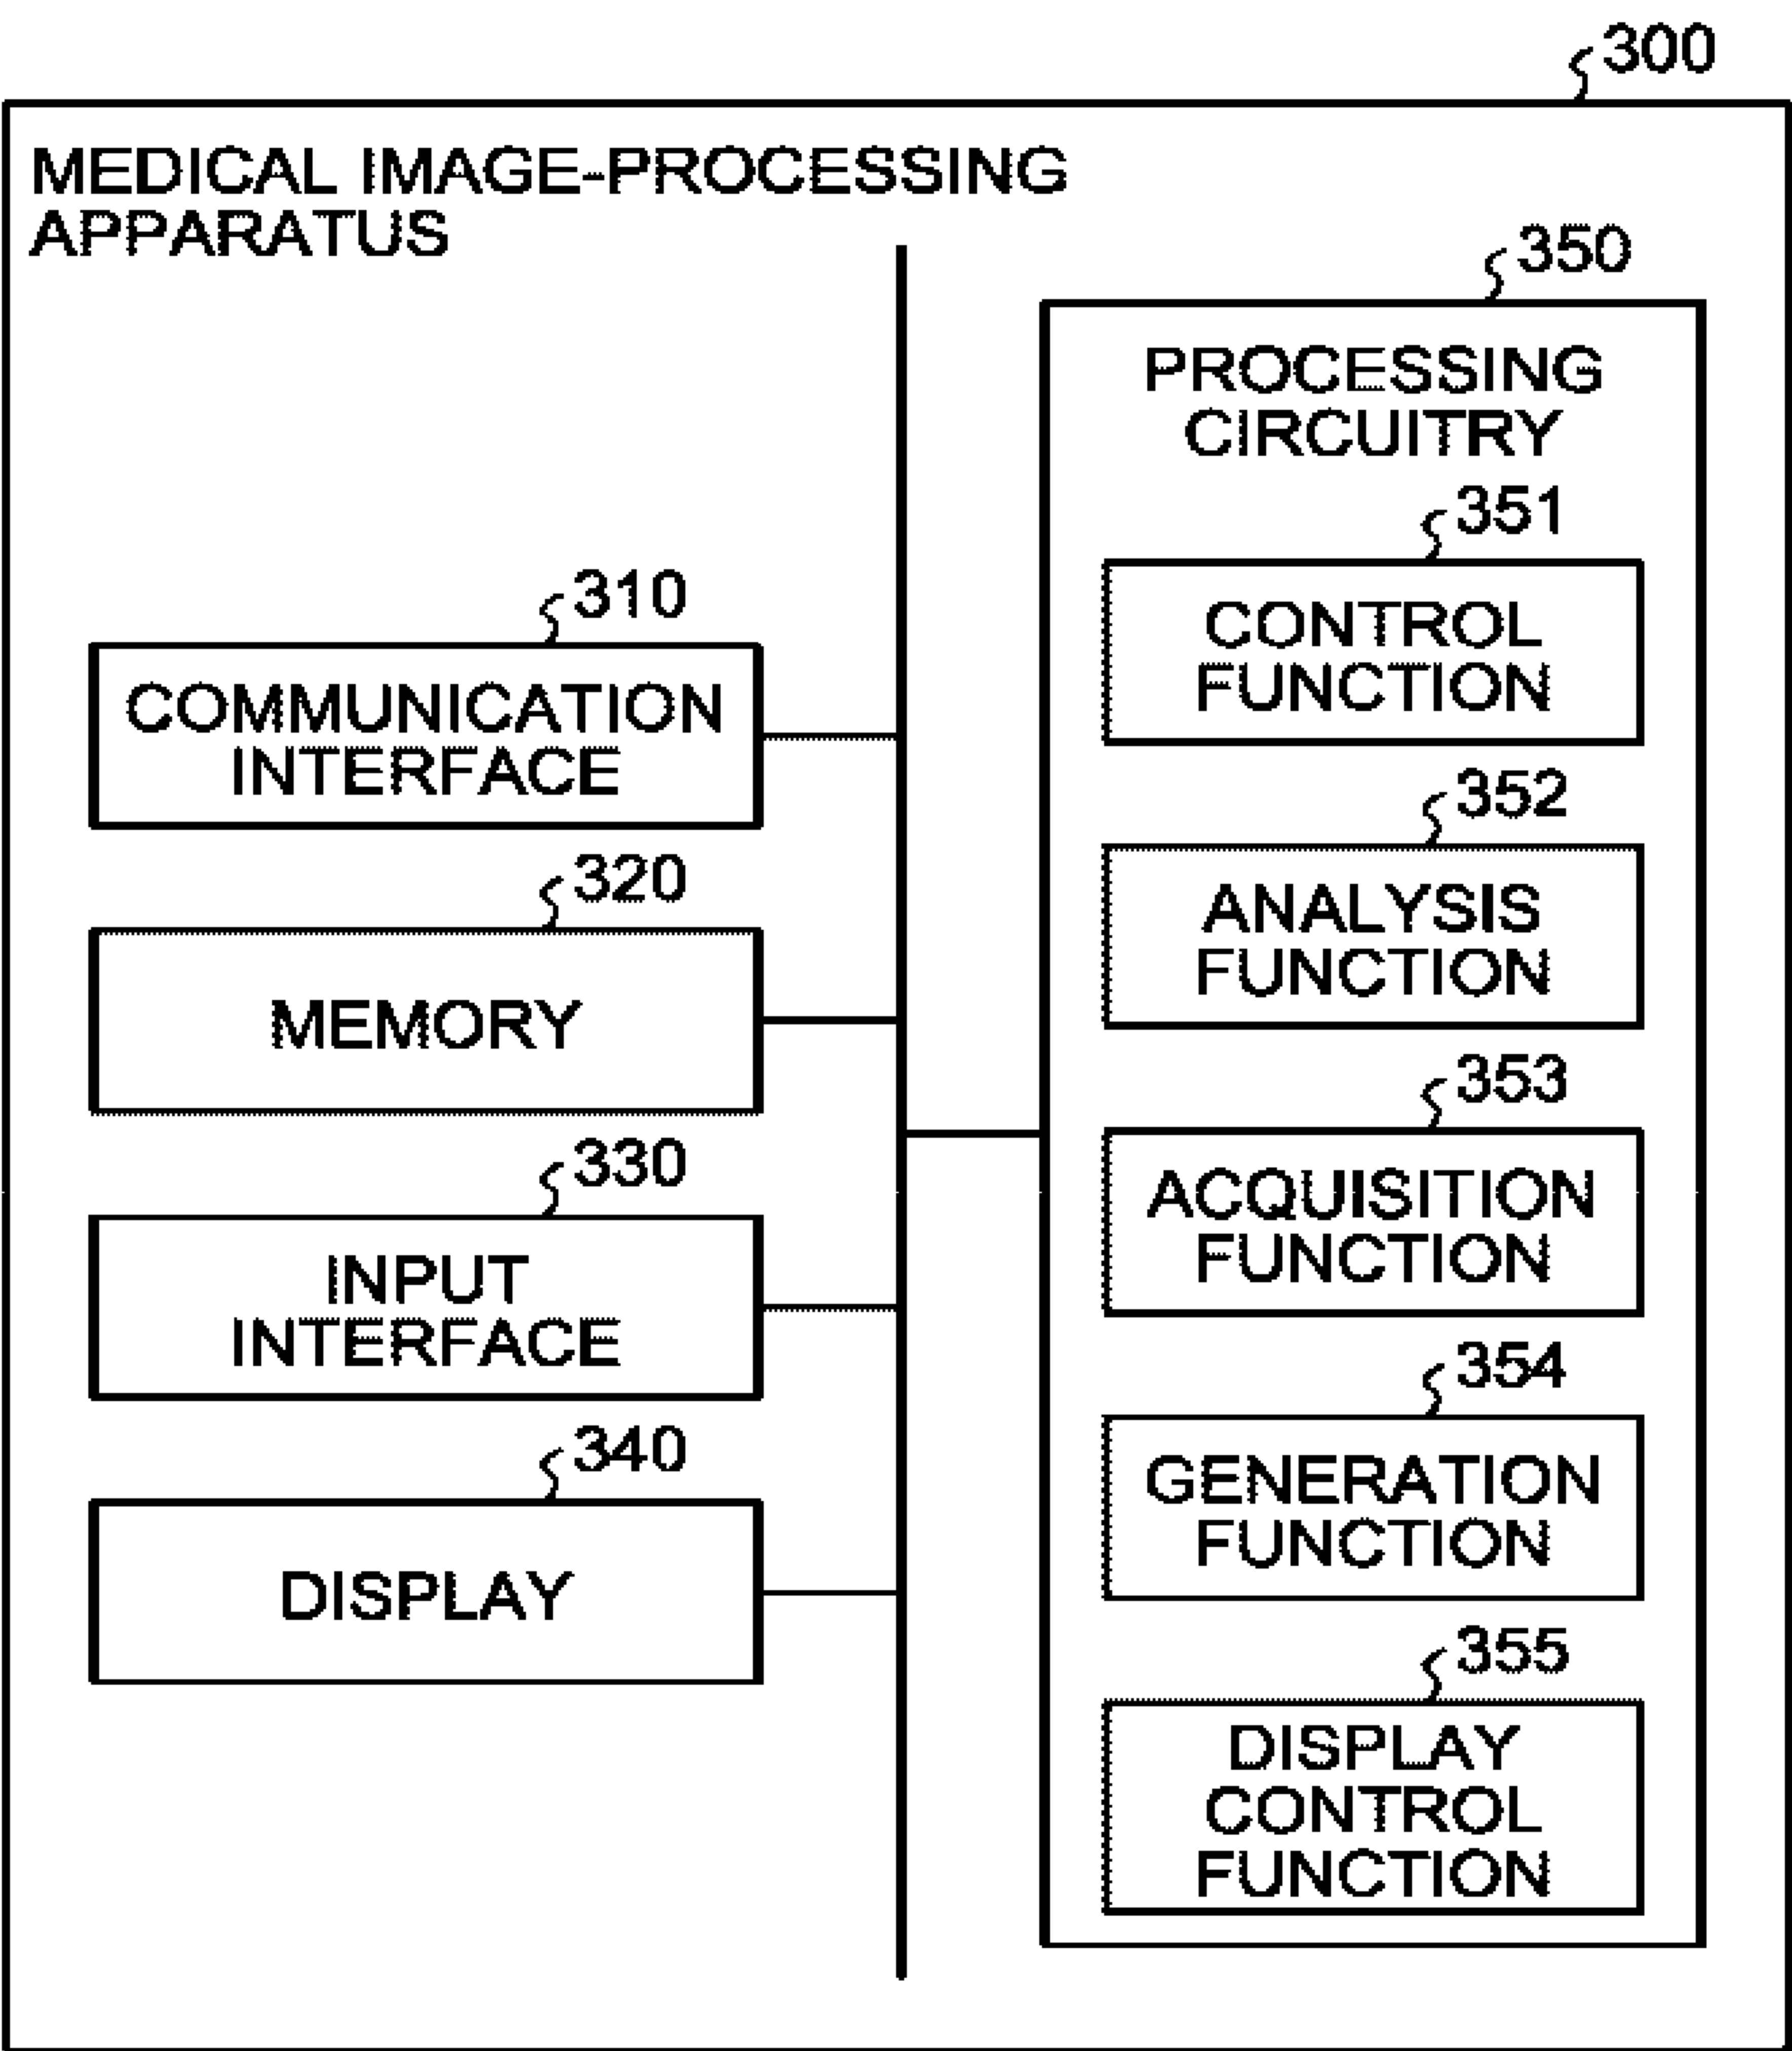 300
MEDICAL IMAGE-PROCESSING
APPARATUS
310
COMMUNICATION
INTERFACE
320
MEMORY
330
INPUT
INTERFACE
340
DISPLAY
350
PROCESSING
CIRCUITRY
351
CONTROL
FUNCTION
352
ANALYSIS
FUNCTION
353
ACQUISITION
FUNCTION
354
GENERATION
FUNCTION
355
DISPLAY
CONTROL
FUNCTION